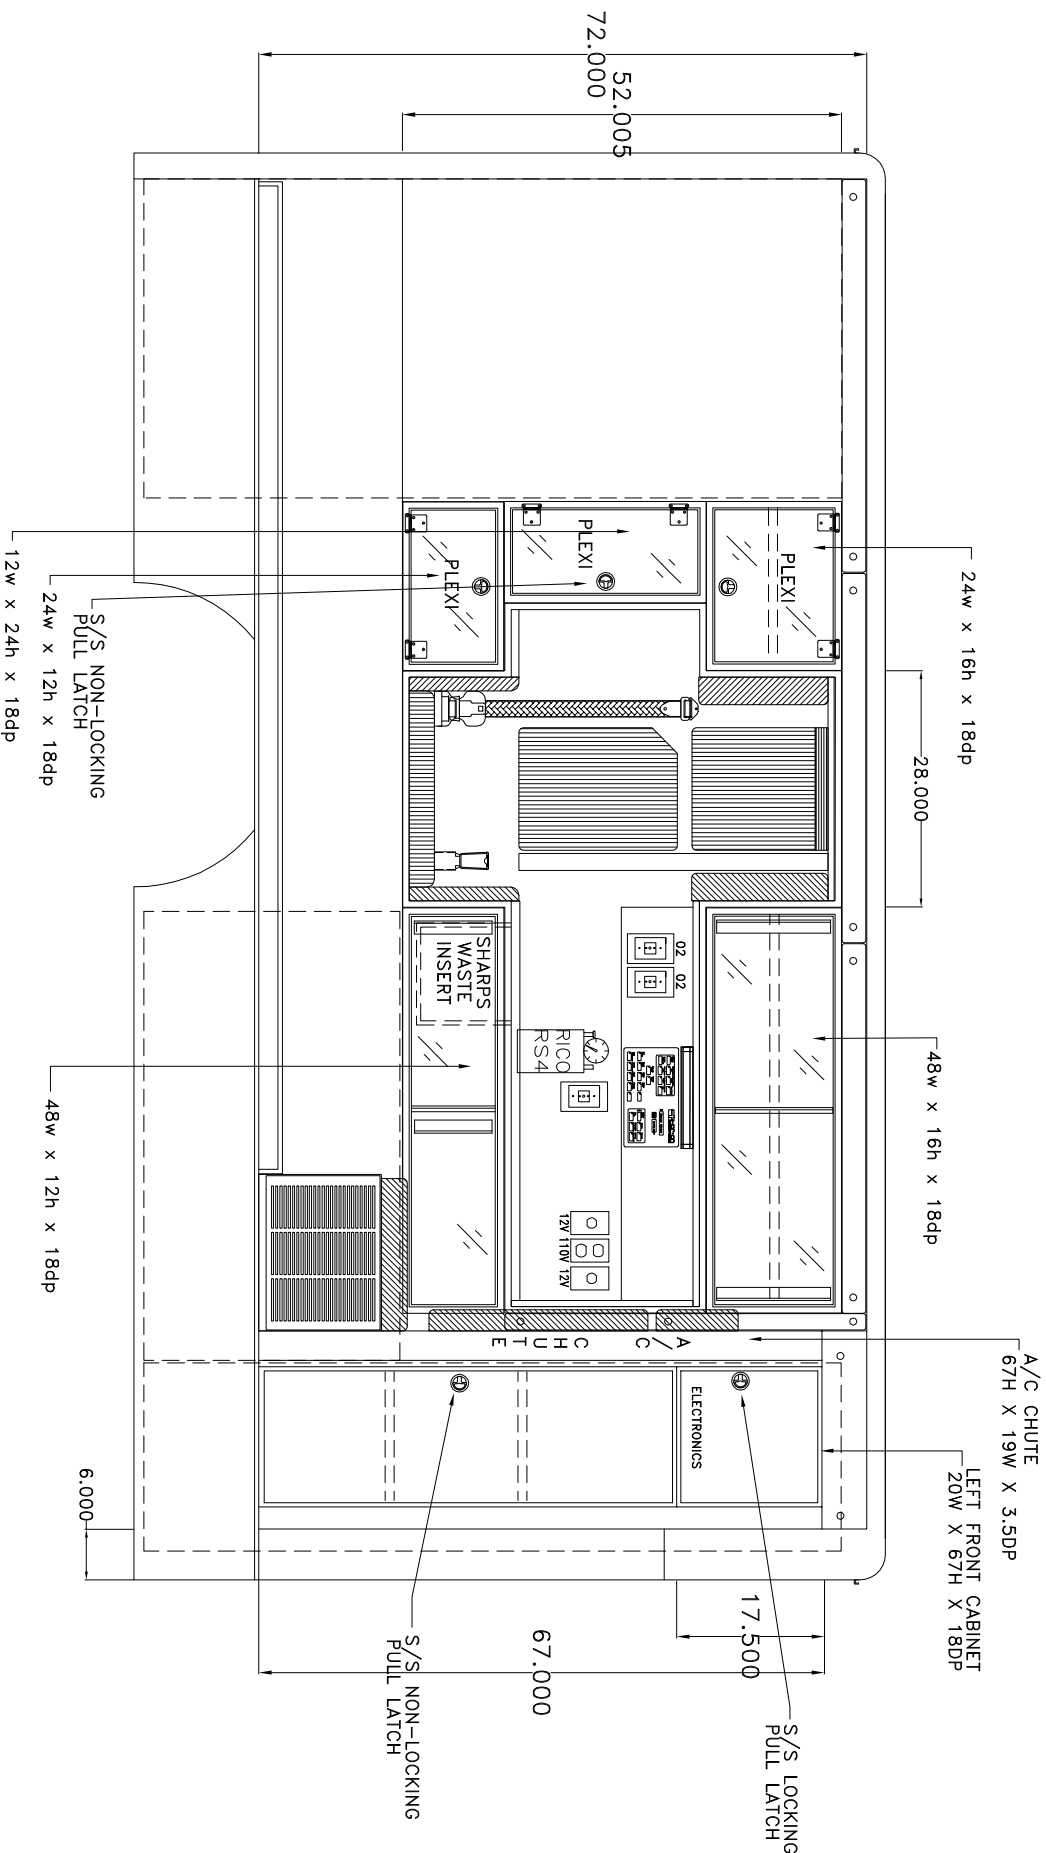 72.000
52.005
24w x 16h x 18dp
28.000
48w x 16h x 18dp
A/C CHUTE
67H X 19W X 3.5DP
LEFT FRONT CABINET
20W X 67H X 18DP
PLEXI
PLEXI
PLEXI
O2
O2
SHARPS
WASTE
INSERT
RICO
RS4
12V
110V
12V
A/C
CHUTE
ELECTRONICS
17.500
67.000
6.000
S/S LOCKING
PULL LATCH
S/S NON-LOCKING
PULL LATCH
48w x 12h x 18dp
S/S NON-LOCKING
PULL LATCH
24w x 12h x 18dp
12w x 24h x 18dp